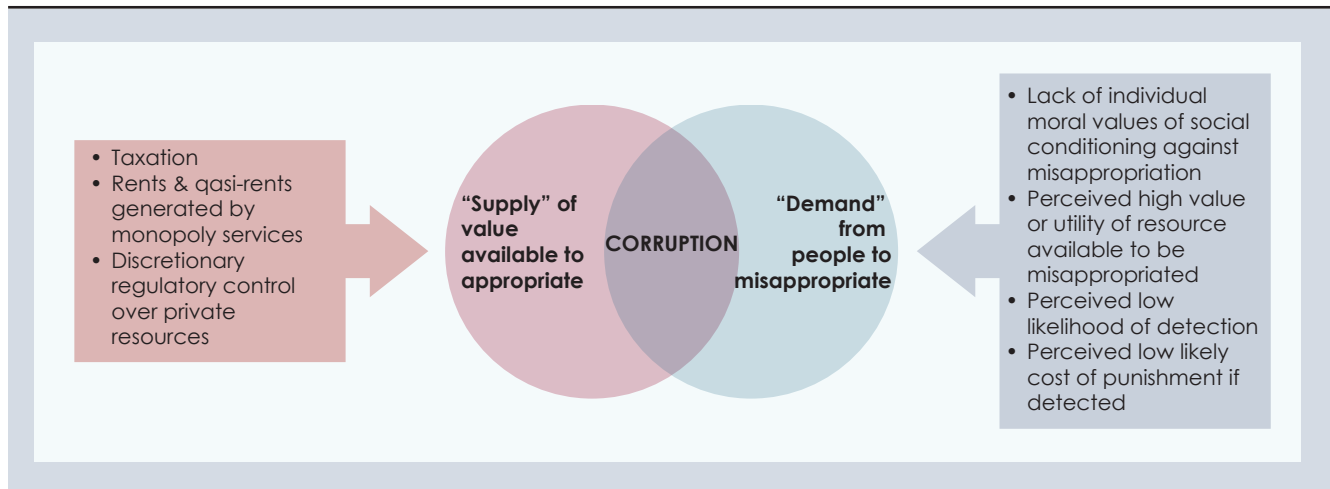 • Taxation
• Rents & qasi-rents
generated by
monopoly services
• Discretionary
regulatory control
over private
resources
“Supply” of
value
available to
appropriate
CORRUPTION
“Demand”
from
people to
misappropriate
• Lack of individual
moral values of social
conditioning against
misappropriation
• Perceived high value
or utility of resource
available to be
misappropriated
• Perceived low
likelihood of detection
• Perceived low likely
cost of punishment if
detected